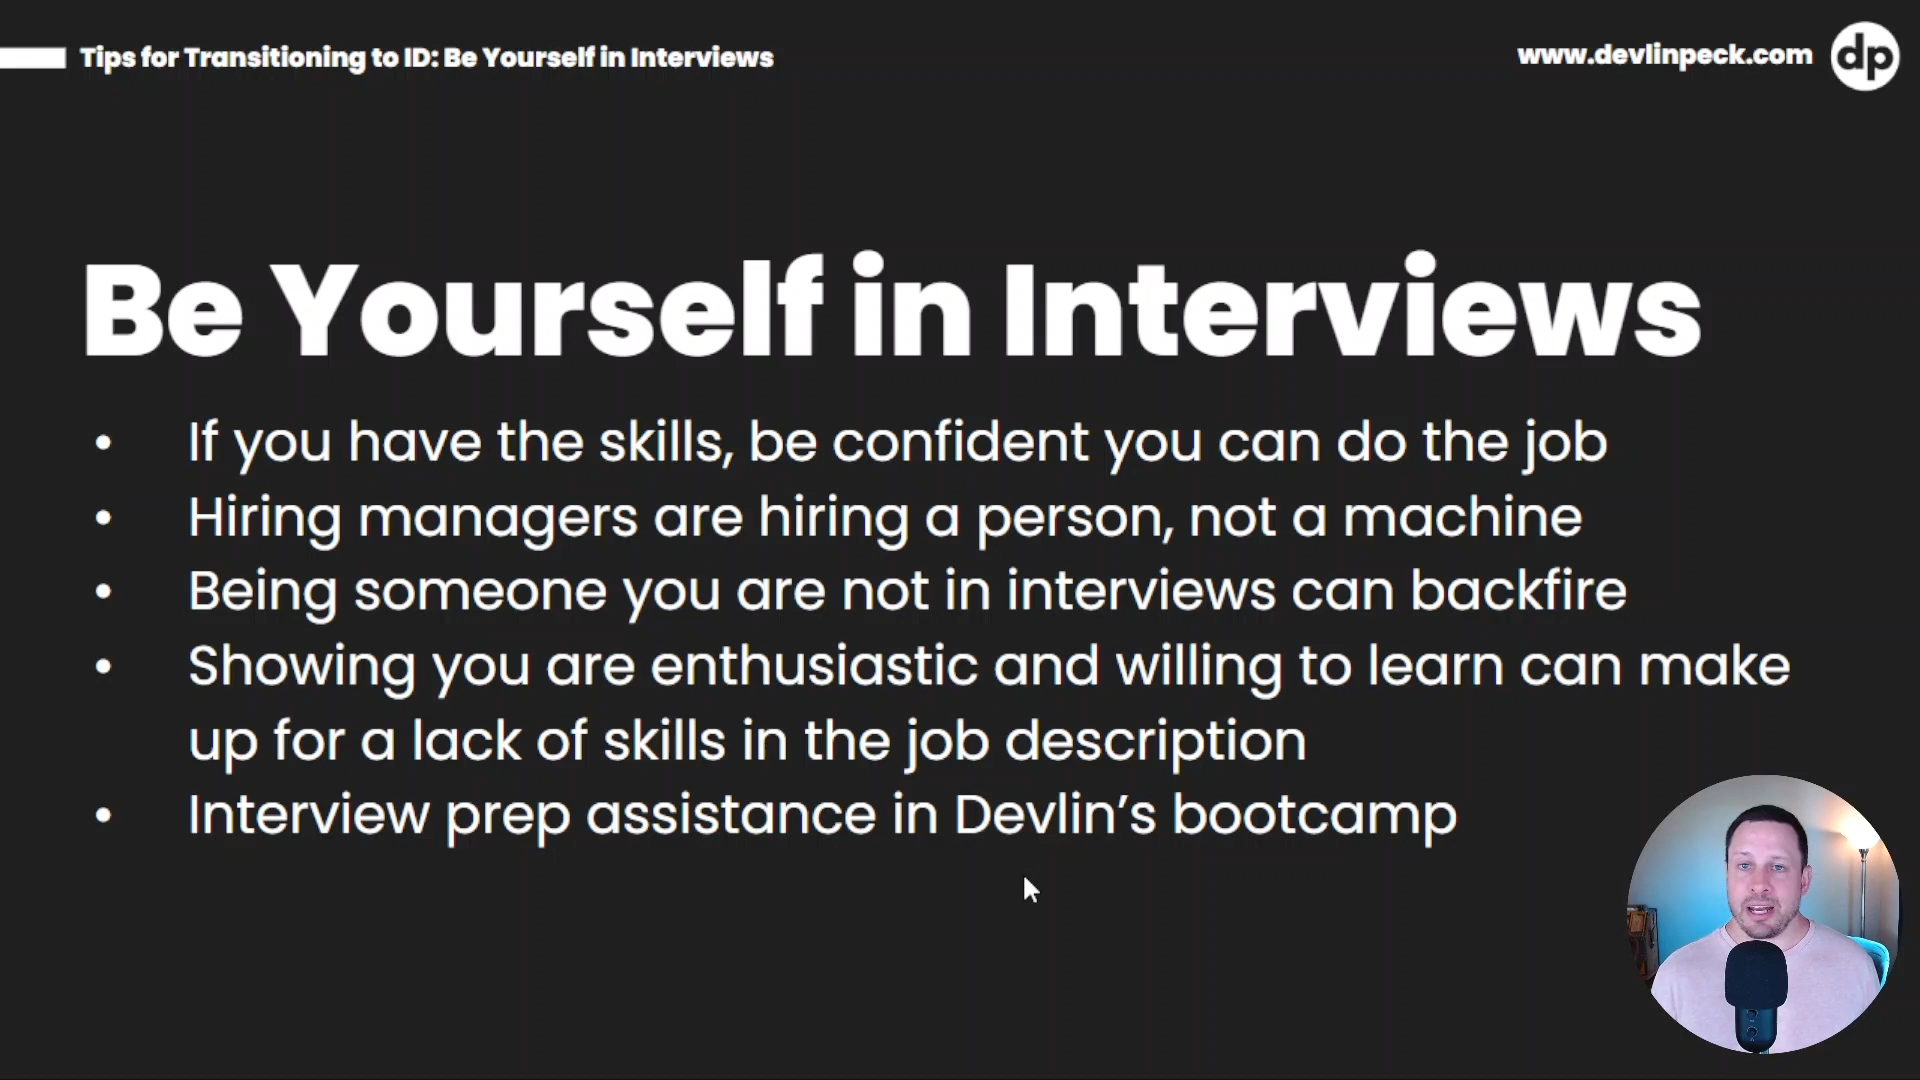 Tips for Transitioning to ID: Be Yourself in Interviews
www.devlinpeck.com
dp
Be Yourself in Interviews
• If you have the skills, be confident you can do the job
• Hiring managers are hiring a person, not a machine
• Being someone you are not in interviews can backfire
• Showing you are enthusiastic and willing to learn can make
up for a lack of skills in the job description
• Interview prep assistance in Devlin’s bootcamp